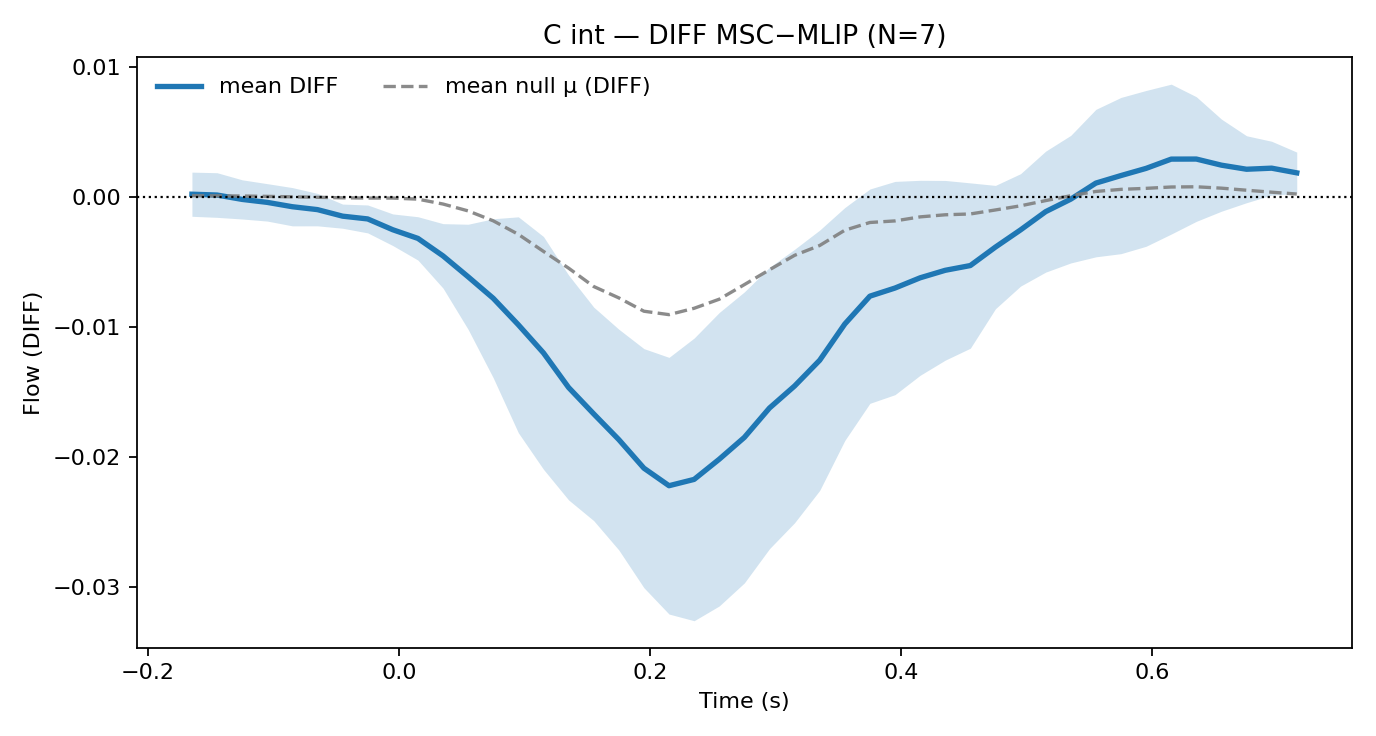 C int — DIFF MSC−MLIP (N=7)
mean DIFF
mean null μ (DIFF)
0.01
0.00
−0.01
−0.02
−0.03
Flow (DIFF)
−0.2
0.0
0.2
0.4
0.6
Time (s)